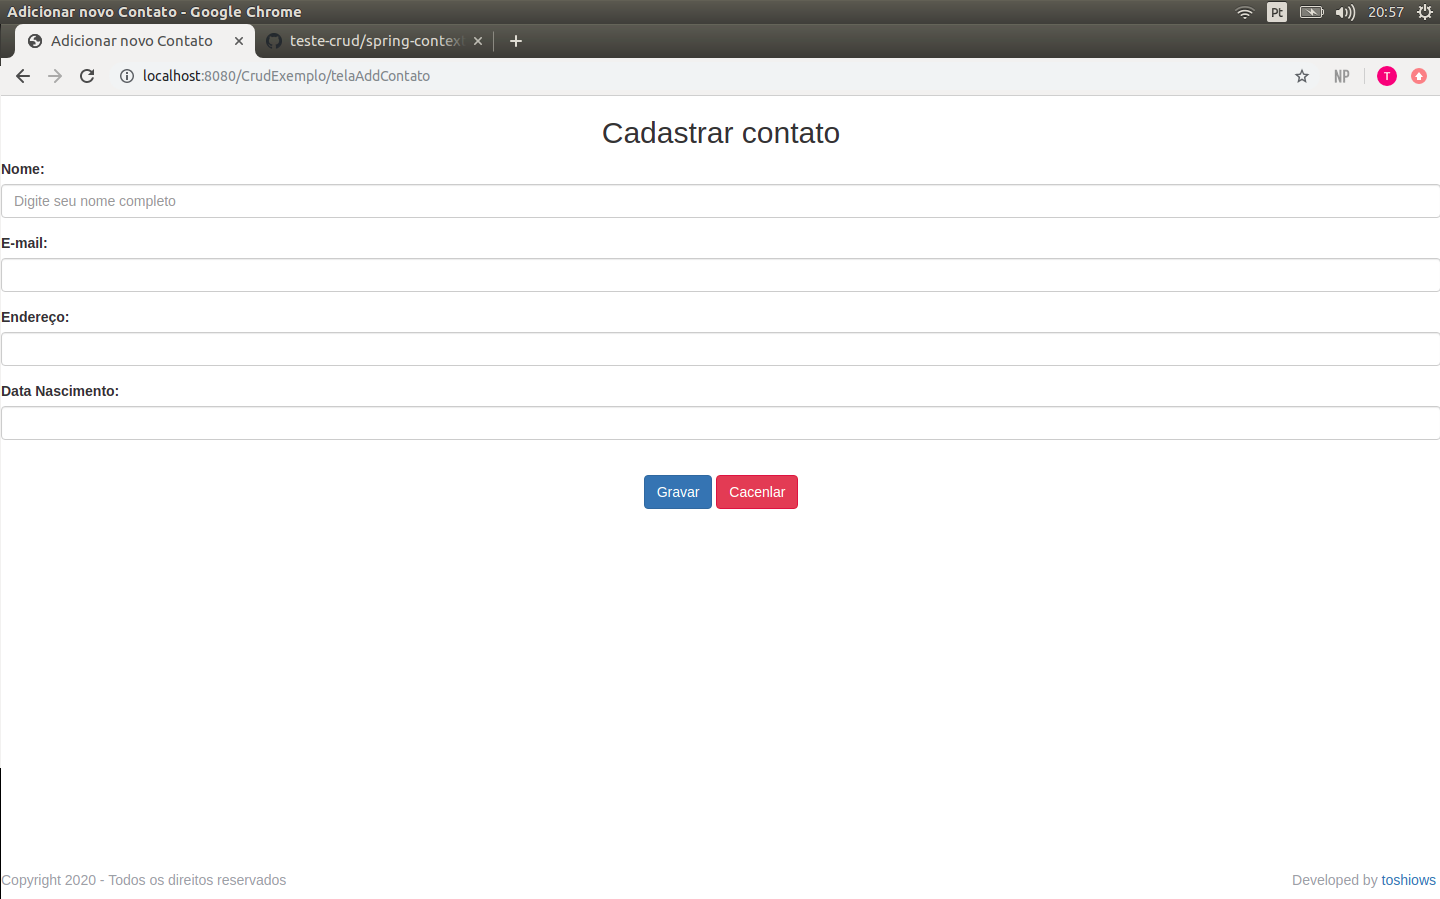 Adicionar novo Contato - Google Chrome
Pt
20:57
Adicionar novo Contato
teste-crud/spring-context
localhost:8080/CrudExemplo/telaAddContato
NP
T
Cadastrar contato
Nome:
Digite seu nome completo
E-mail:
Endereço:
Data Nascimento:
Gravar
Cacenlar
Copyright 2020 - Todos os direitos reservados
Developed by toshiows